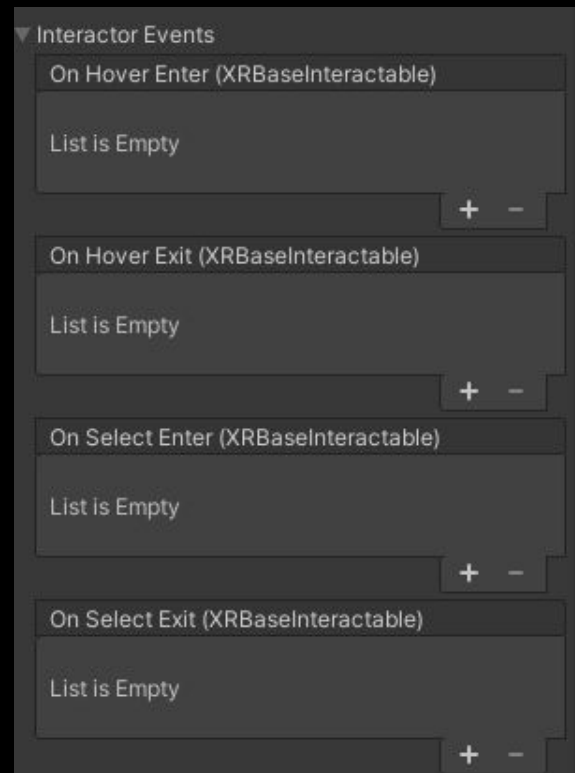 Interactor Events
On Hover Enter (XRBaseInteractable)
List is Empty
+ −
On Hover Exit (XRBaseInteractable)
List is Empty
+ −
On Select Enter (XRBaseInteractable)
List is Empty
+ −
On Select Exit (XRBaseInteractable)
List is Empty
+ −